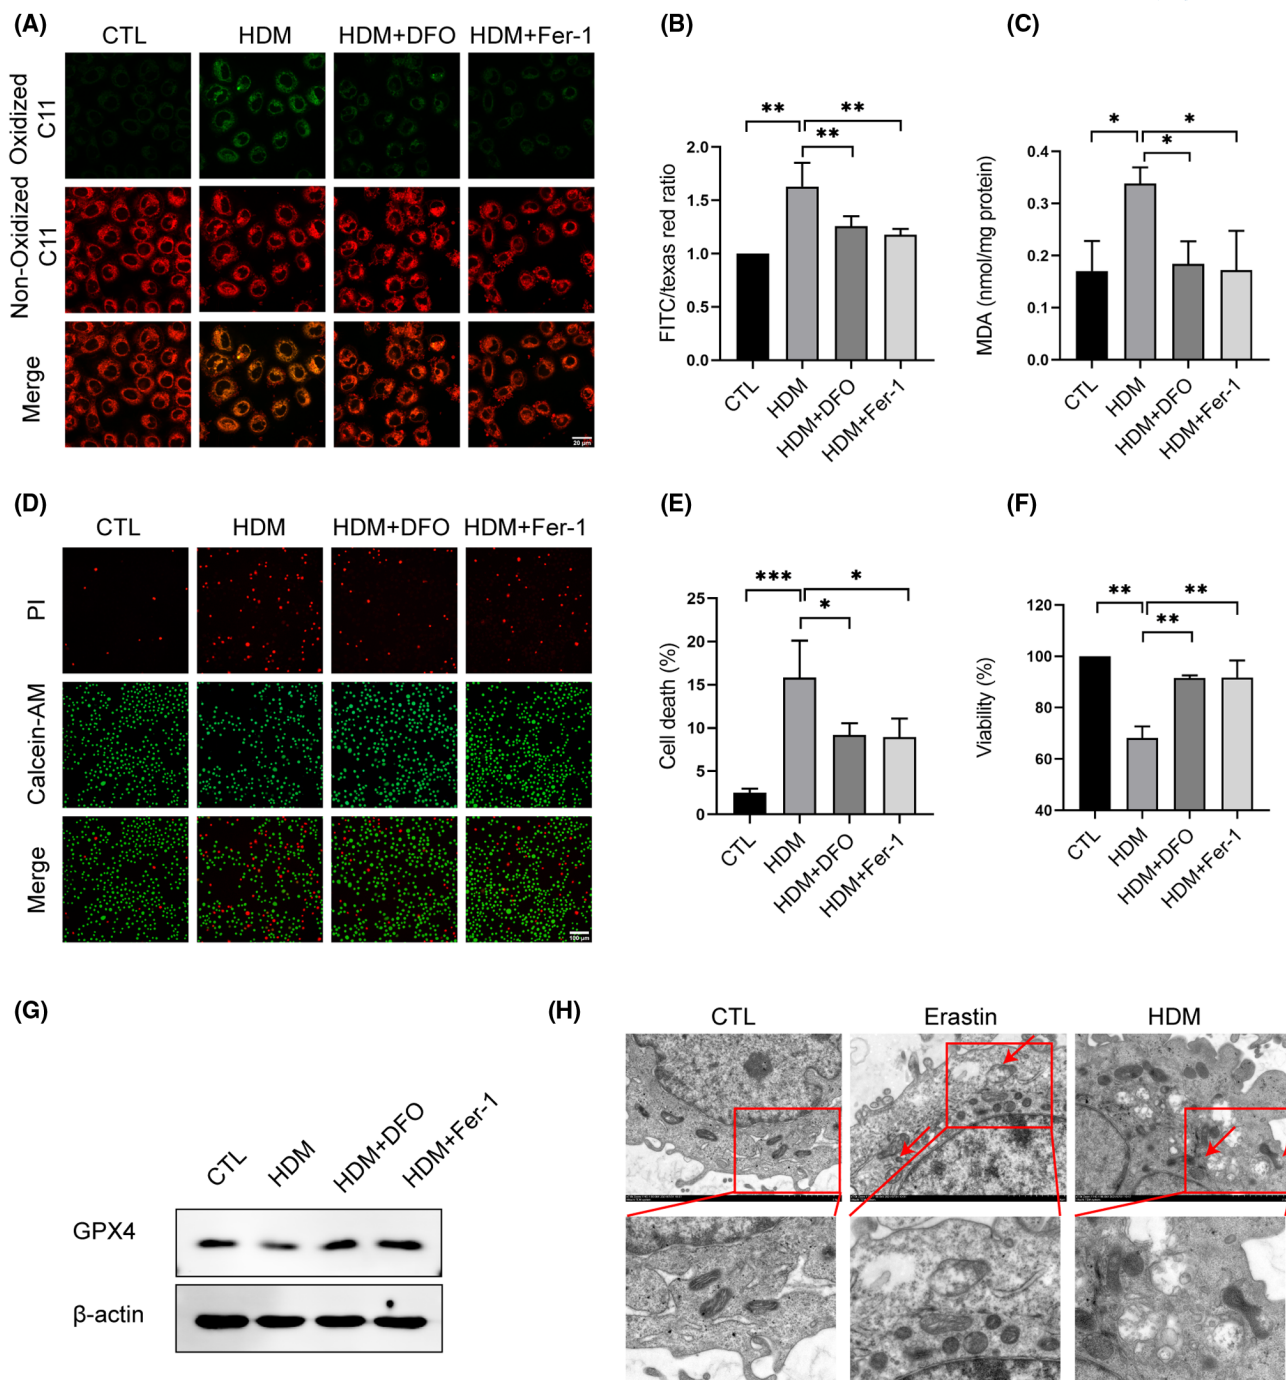 (A)
CTL HDM HDM+DFO HDM+Fer-1
Oxidized
C11
Non-Oxidized
C11
Merge
20 μm
(B)
** **
**
FITC/texas red ratio
2.0
1.5
1.0
0.5
0.0
CTL HDM HDM+DFO HDM+Fer-1
(C)
* *
*
MDA (nmol/mg protein)
0.4
0.3
0.2
0.1
0.0
CTL HDM HDM+DFO HDM+Fer-1
(D)
CTL HDM HDM+DFO HDM+Fer-1
PI
Calcein-AM
Merge
100 μm
(E)
*** *
*
Cell death (%)
25
20
15
10
5
0
CTL HDM HDM+DFO HDM+Fer-1
(F)
** **
**
Viability (%)
120
100
80
60
40
CTL HDM HDM+DFO HDM+Fer-1
(G)
CTL HDM HDM+DFO HDM+Fer-1
GPX4
β-actin
(H)
CTL Erastin HDM